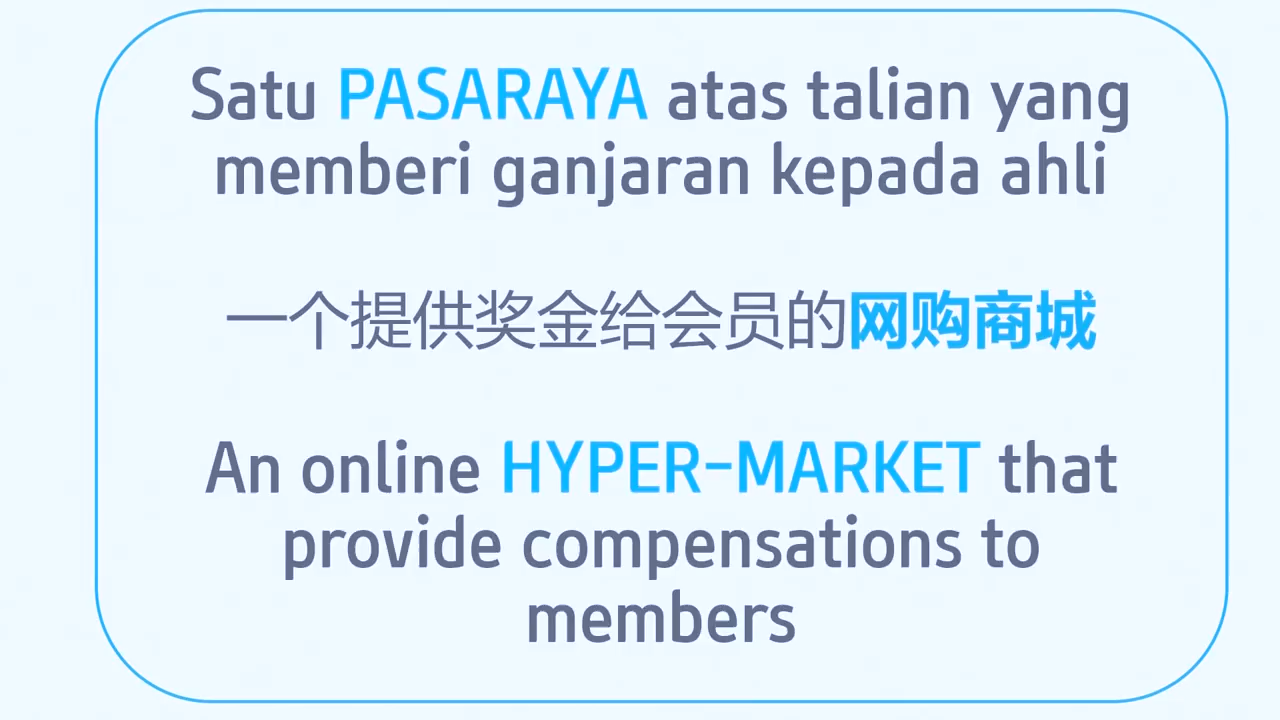 Satu PASARAYA atas talian yang
memberi ganjaran kepada ahli
一个提供奖金给会员的网购商城
An online HYPER-MARKET that
provide compensations to
members